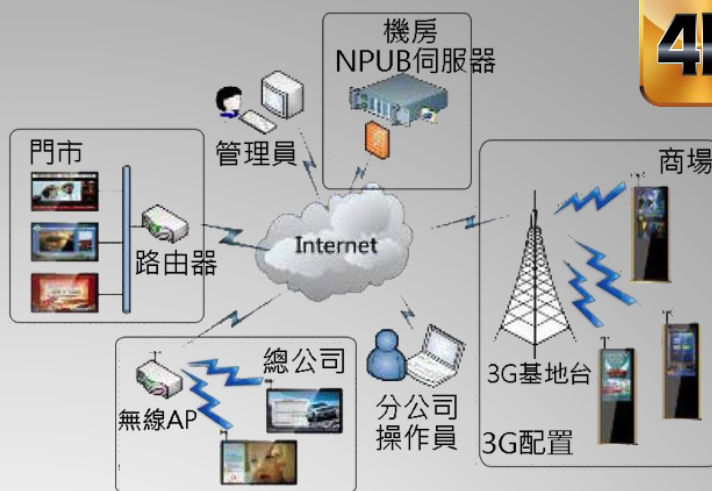 機房
NPUB伺服器
管理員
門市
路由器
Internet
商場
3G基地台
3G配置
總公司
無線AP
分公司
操作員